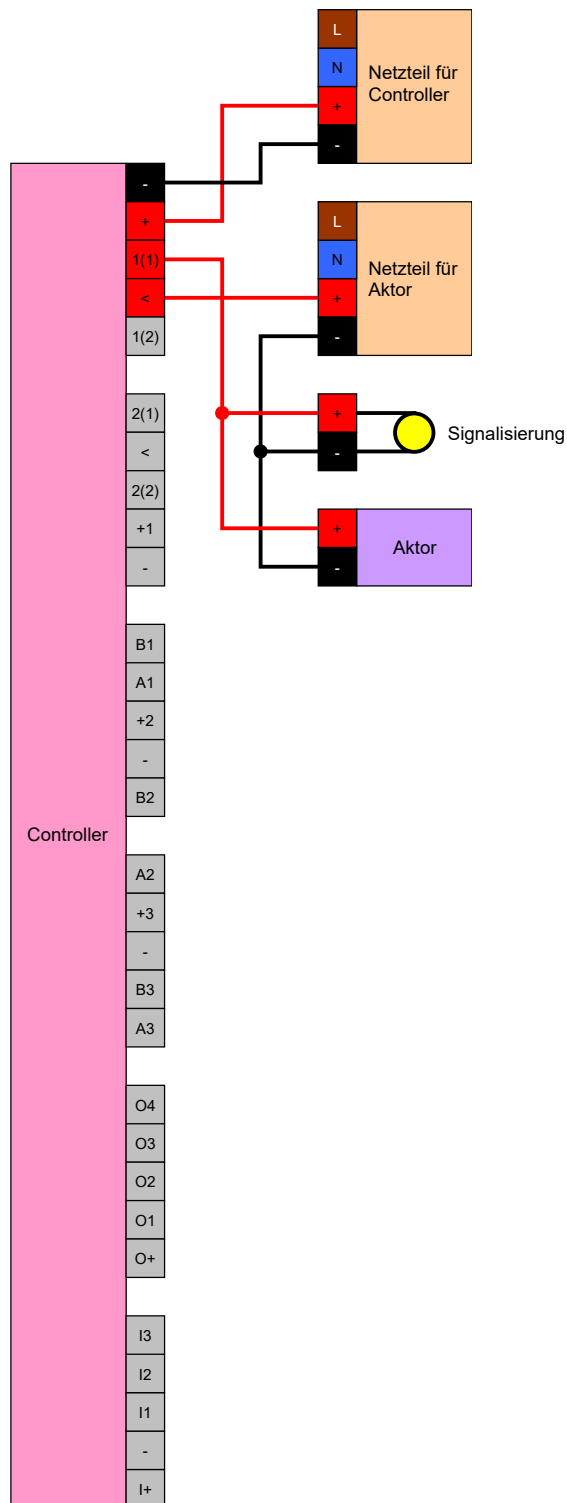 L
N
Netzteil für
Controller
+
-
-
+
1(1)
<
1(2)
L
N
Netzteil für
Aktor
+
-
2(1)
<
2(2)
+1
-
+
-
Signalisierung
+
-
Aktor
B1
A1
+2
-
B2
Controller
A2
+3
-
B3
A3
O4
O3
O2
O1
O+
I3
I2
I1
-
I+